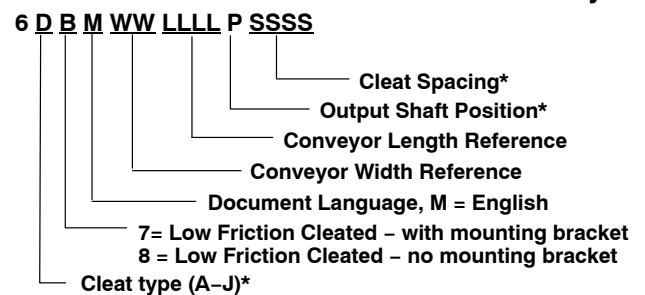 6 D B M WW LLLL P SSSS
Cleat Spacing*
Output Shaft Position*
Conveyor Length Reference
Conveyor Width Reference
Document Language, M = English
7= Low Friction Cleated – with mounting bracket
8 = Low Friction Cleated – no mounting bracket
Cleat type (A–J)*